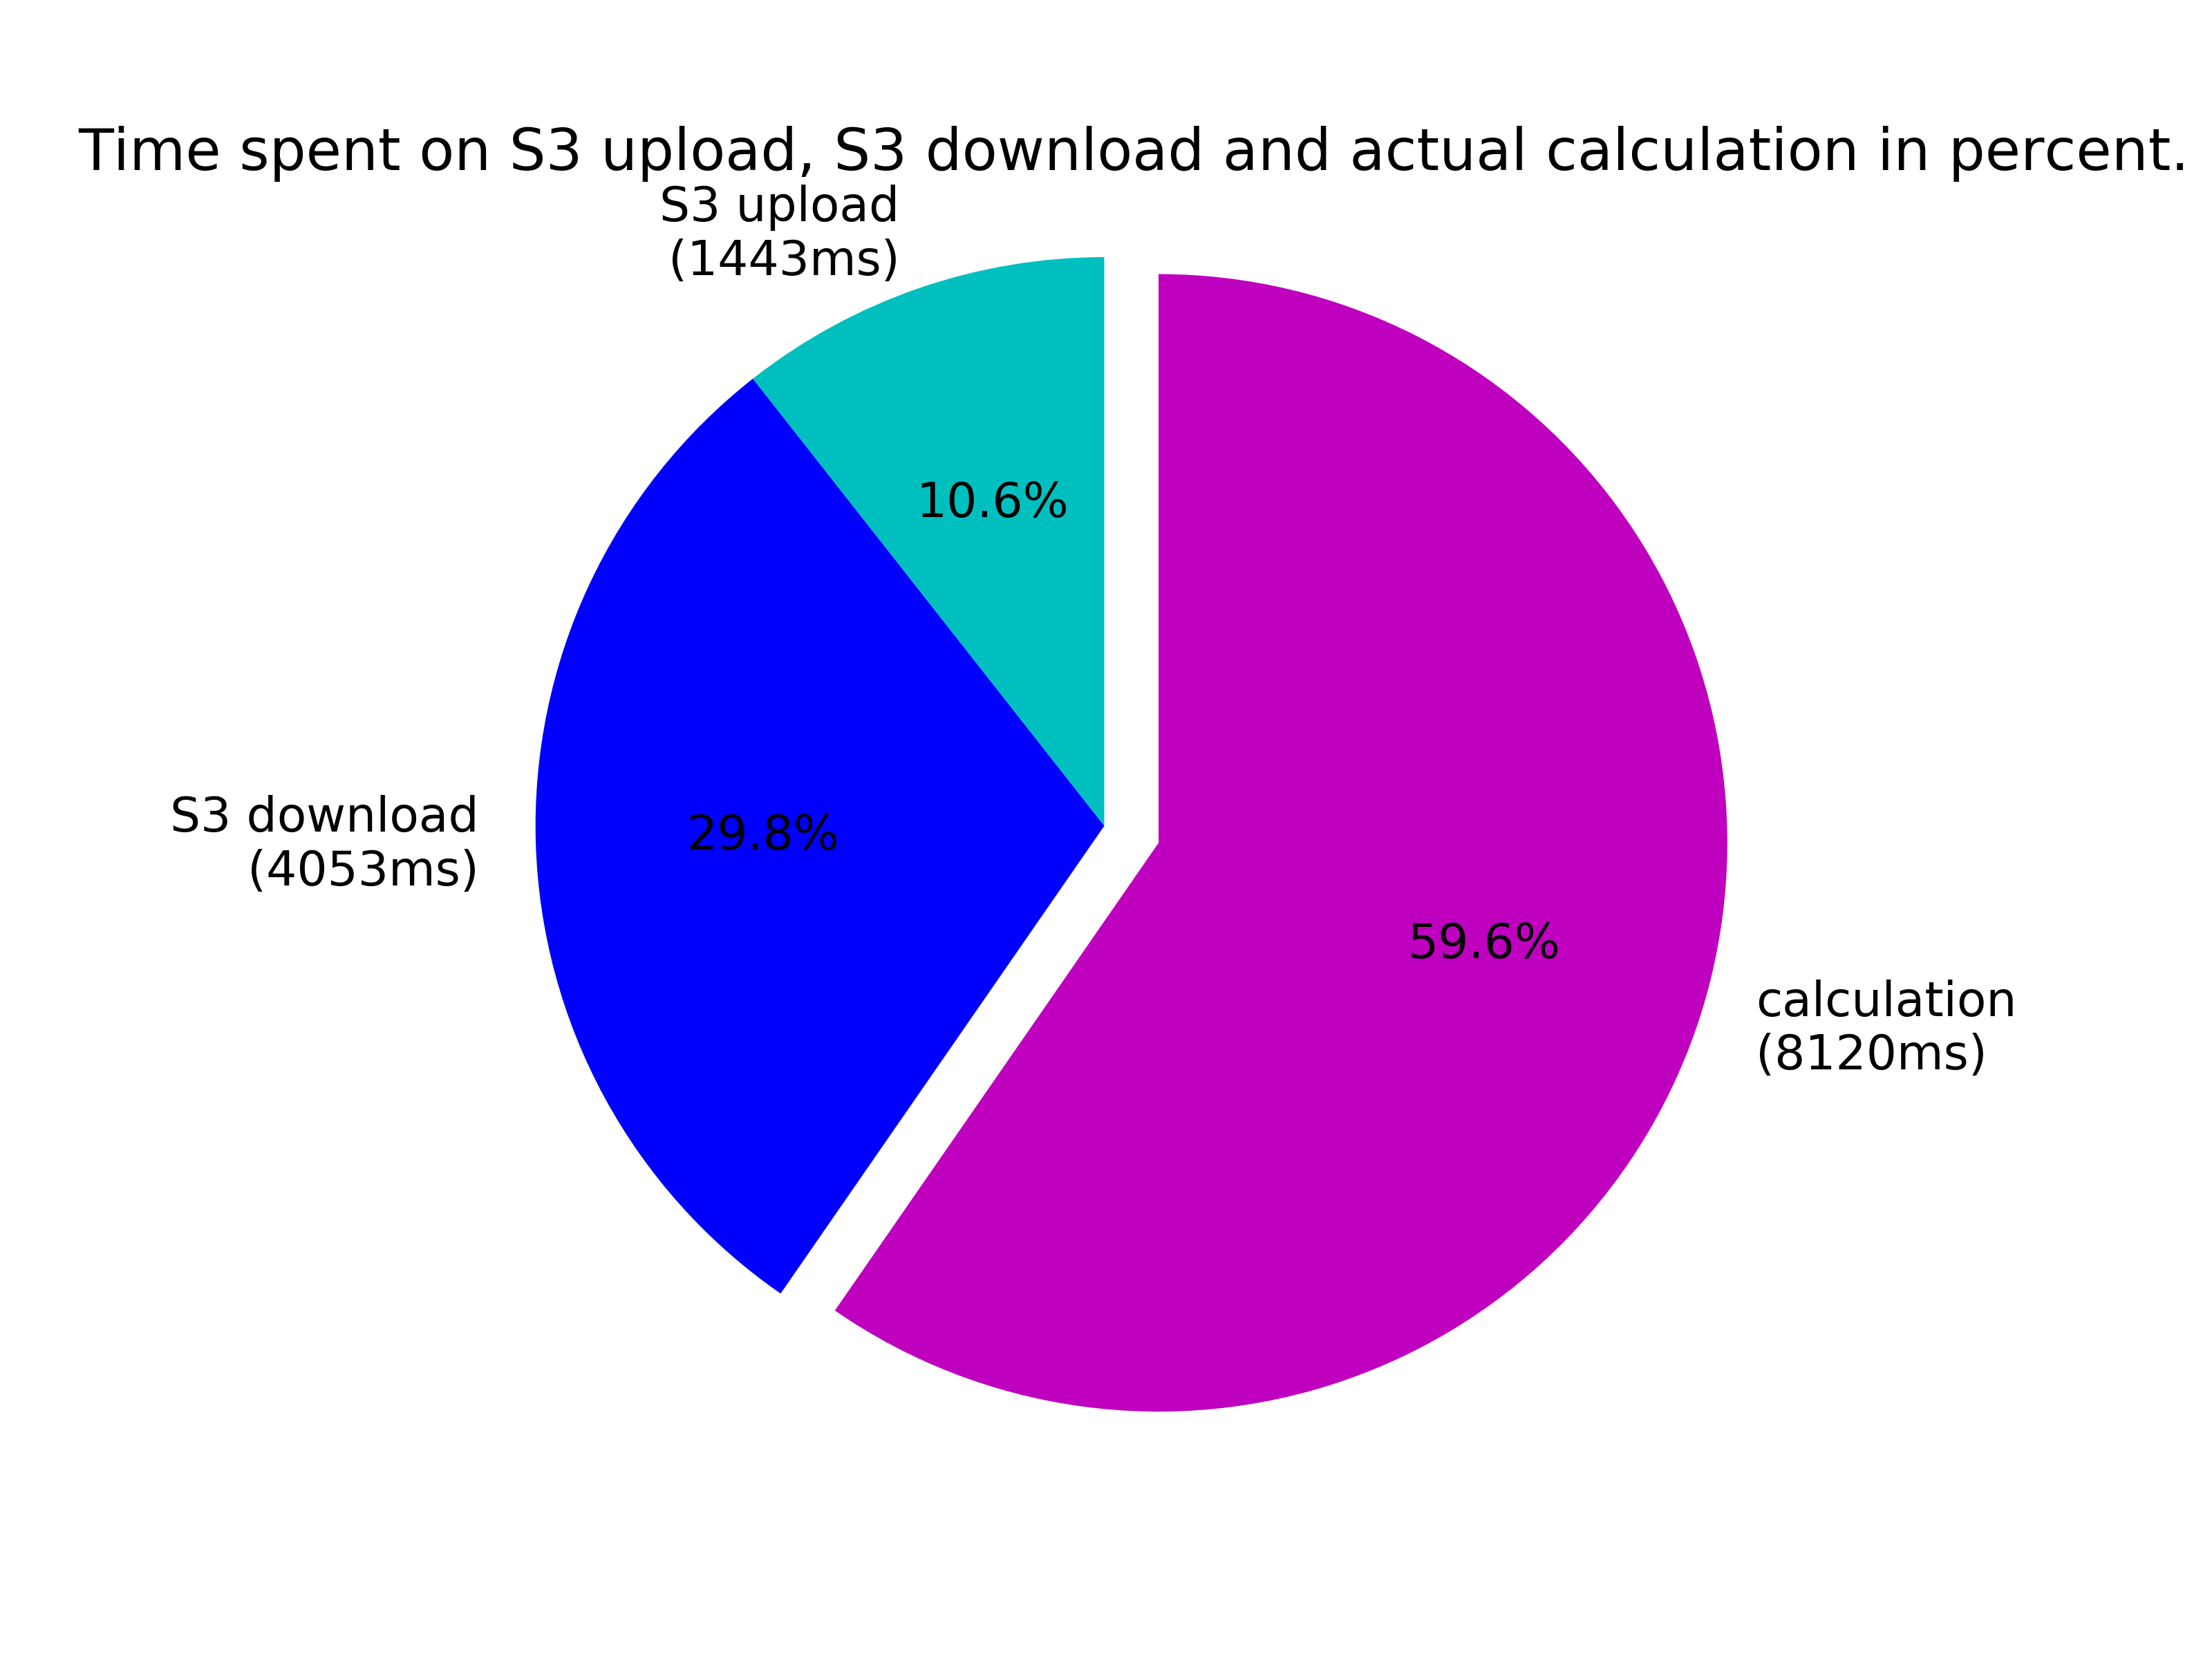 Time spent on S3 upload, S3 download and actual calculation in percent.
S3 upload
(1443ms)
10.6%
S3 download
(4053ms)
29.8%
59.6%
calculation
(8120ms)